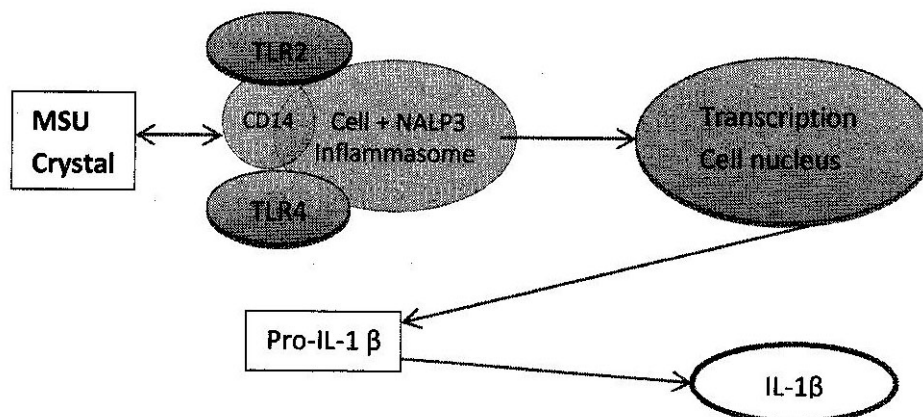 TLR2
MSU
Crystal
CD14
Cell + NALP3
Inflammasome
TLR4
Transcription
Cell nucleus
Pro-IL-1 β
IL-1β